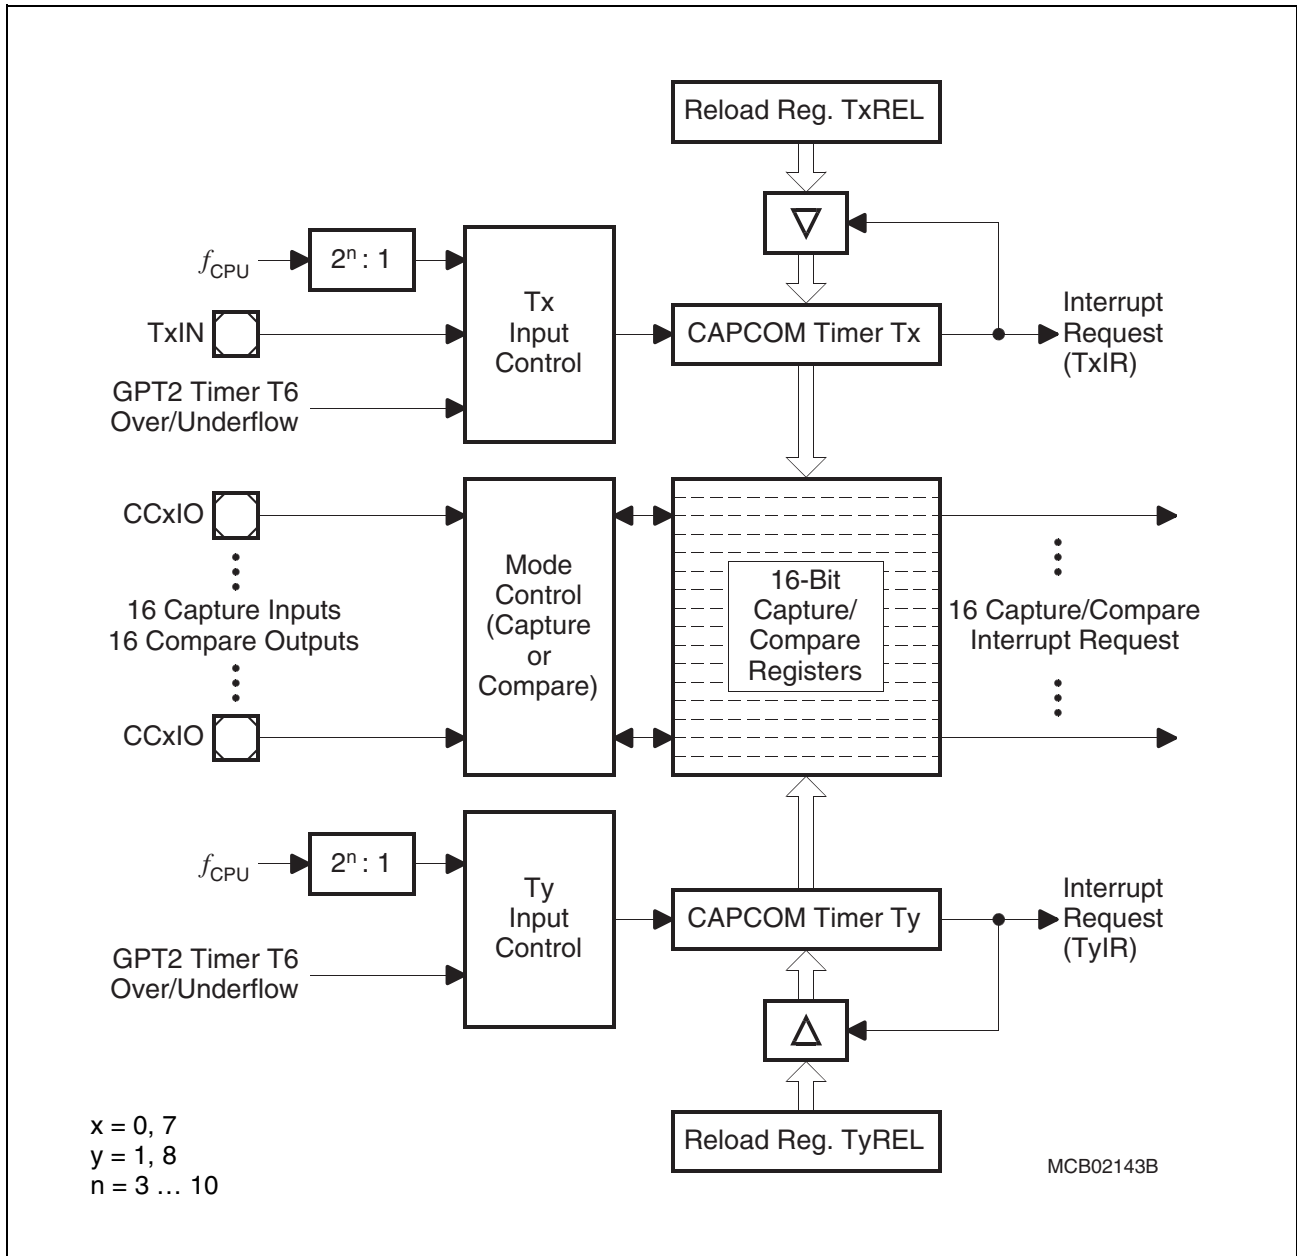 Reload Reg. TxREL
fCPU
2ⁿ : 1
TxIN
GPT2 Timer T6
Over/Underflow
Tx
Input
Control
CAPCOM Timer Tx
Interrupt
Request
(TxIR)
CCxIO
16 Capture Inputs
16 Compare Outputs
CCxIO
Mode
Control
(Capture
or
Compare)
16-Bit
Capture/
Compare
Registers
16 Capture/Compare
Interrupt Request
fCPU
2ⁿ : 1
GPT2 Timer T6
Over/Underflow
Ty
Input
Control
CAPCOM Timer Ty
Interrupt
Request
(TyIR)
Reload Reg. TyREL
x = 0, 7
y = 1, 8
n = 3 … 10
MCB02143B